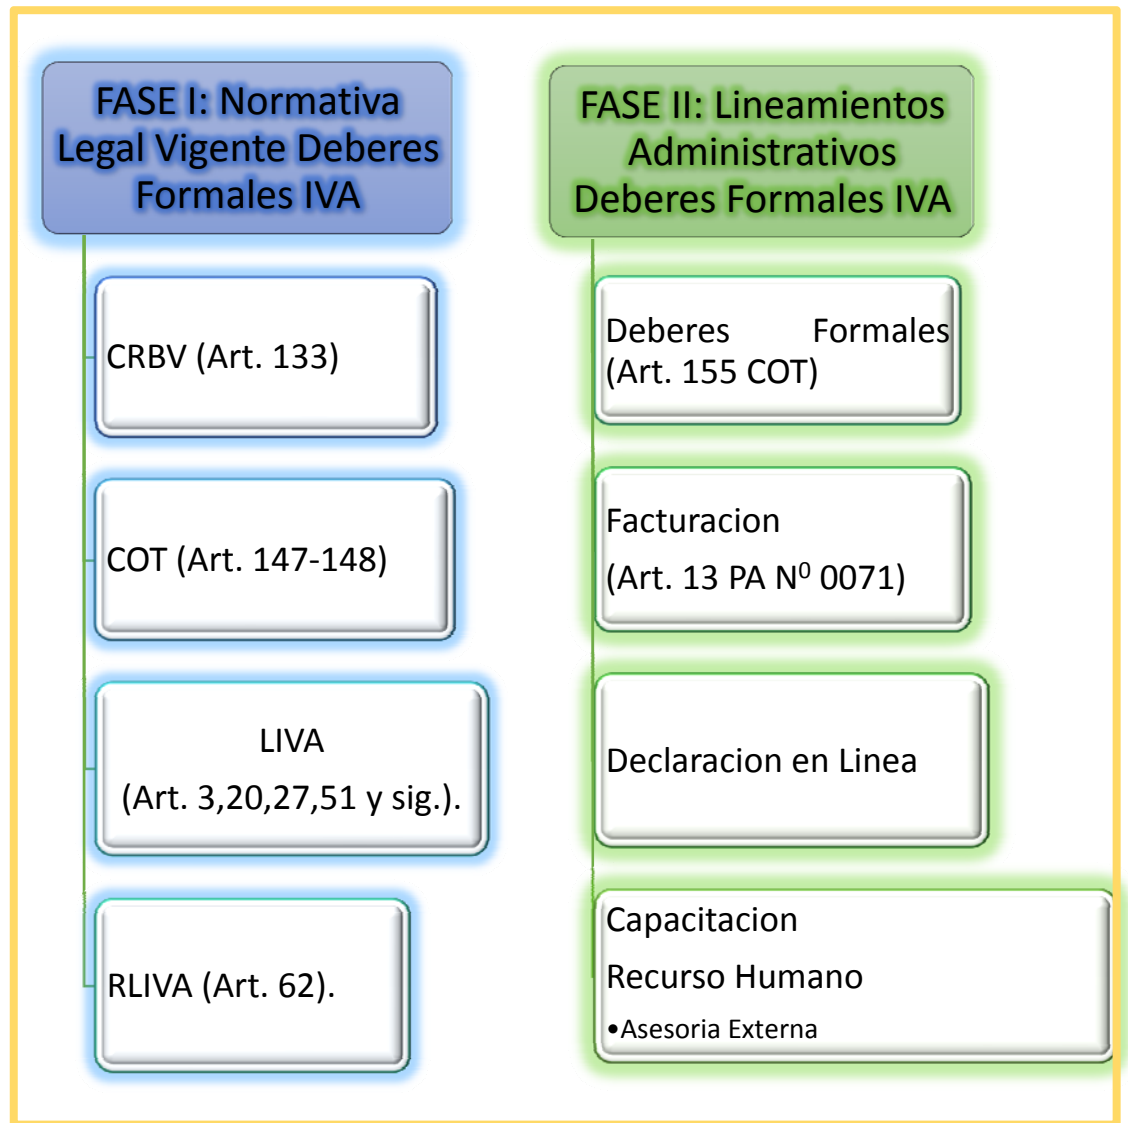 FASE I: Normativa
Legal Vigente Deberes
Formales IVA
CRBV (Art. 133)
COT (Art. 147-148)
LIVA
(Art. 3,20,27,51 y sig.).
RLIVA (Art. 62).
FASE II: Lineamientos
Administrativos
Deberes Formales IVA
Deberes Formales
(Art. 155 COT)
Facturacion
(Art. 13 PA N⁰ 0071)
Declaracion en Linea
Capacitacion
Recurso Humano
•Asesoria Externa